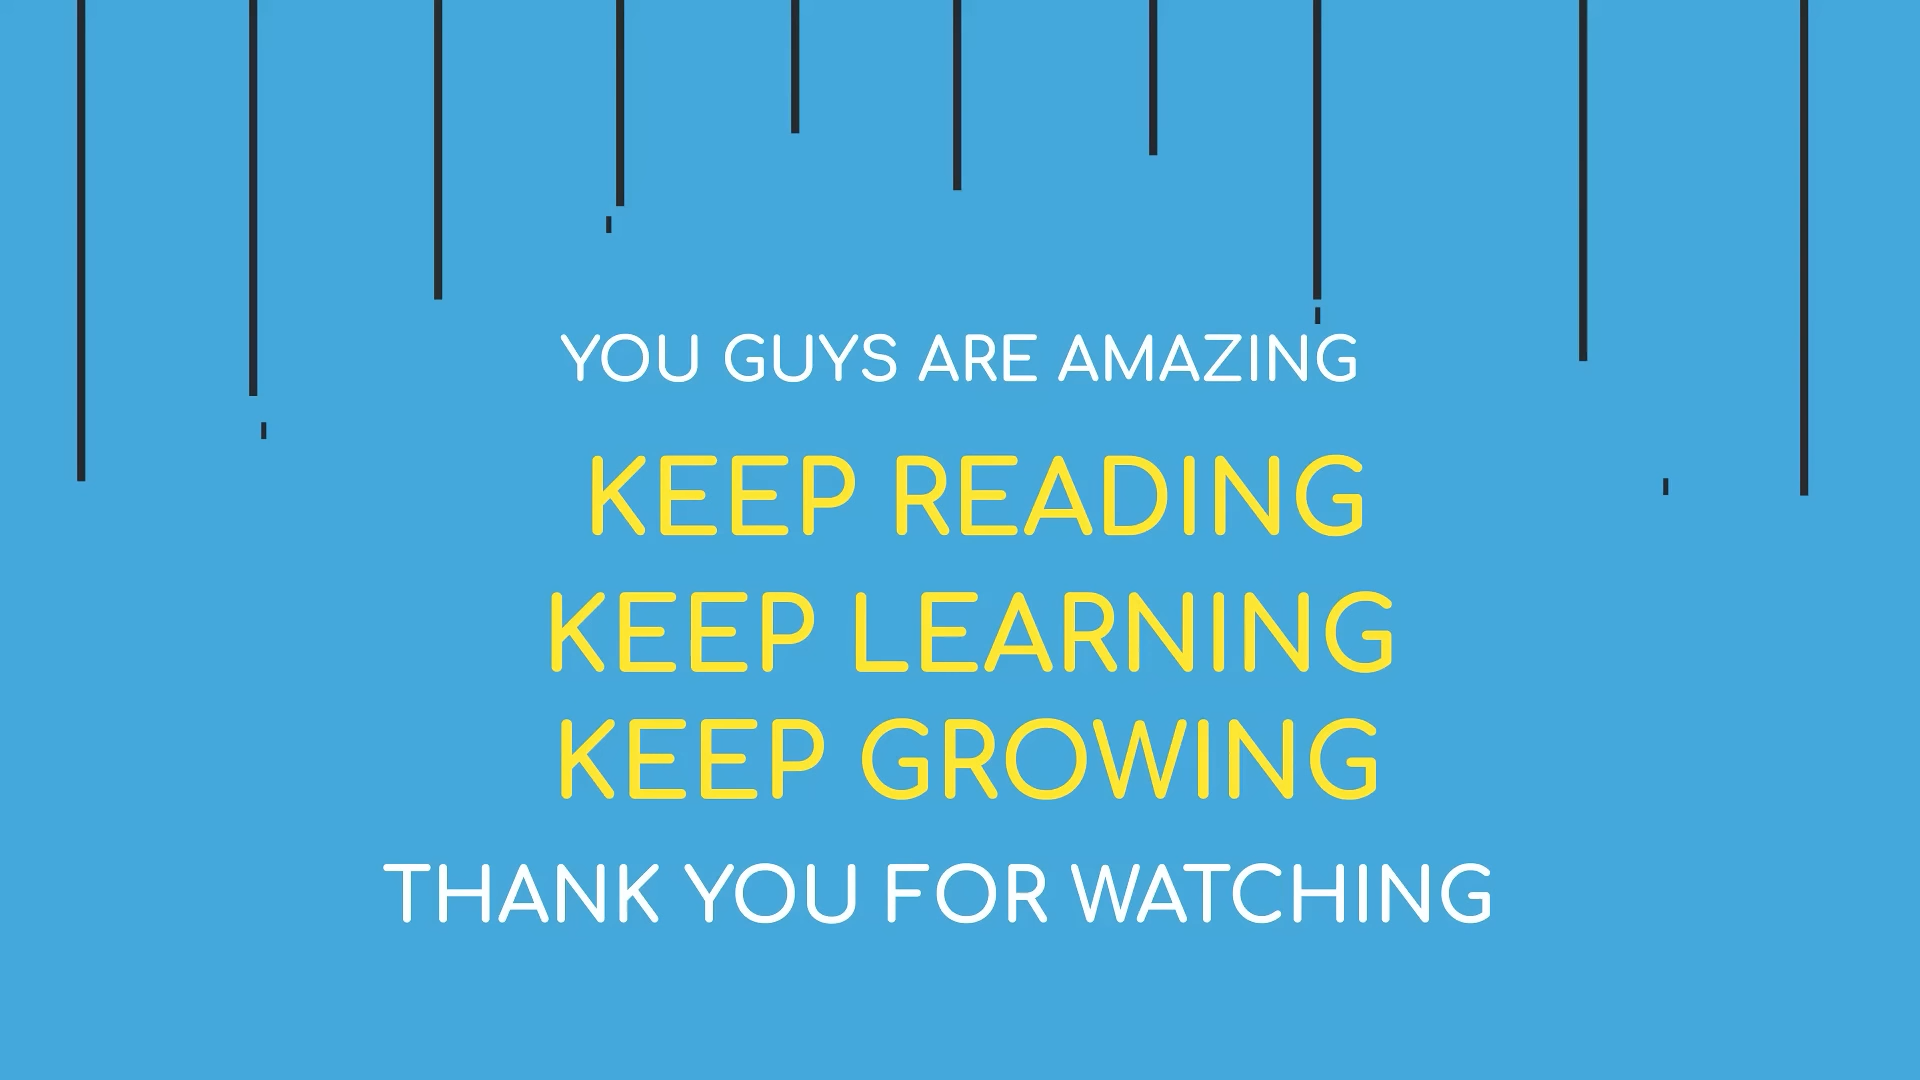 YOU GUYS ARE AMAZING
KEEP READING
KEEP LEARNING
KEEP GROWING
THANK YOU FOR WATCHING